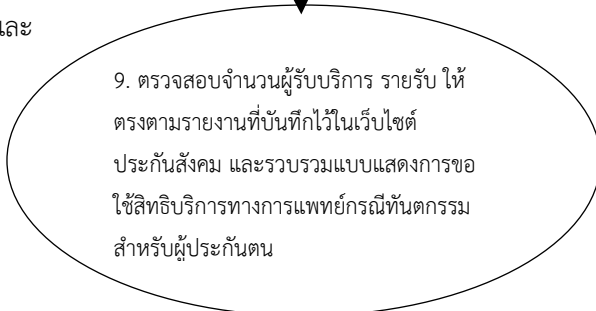 และ
9. ตรวจสอบจำนวนผู้รับบริการ รายรับ ให้
ตรงตามรายงานที่บันทึกไว้ในเว็บไซต์
ประกันสังคม และรวบรวมแบบแสดงการขอ
ใช้สิทธิบริการทางการแพทย์กรณีทันตกรรม
สำหรับผู้ประกันตน